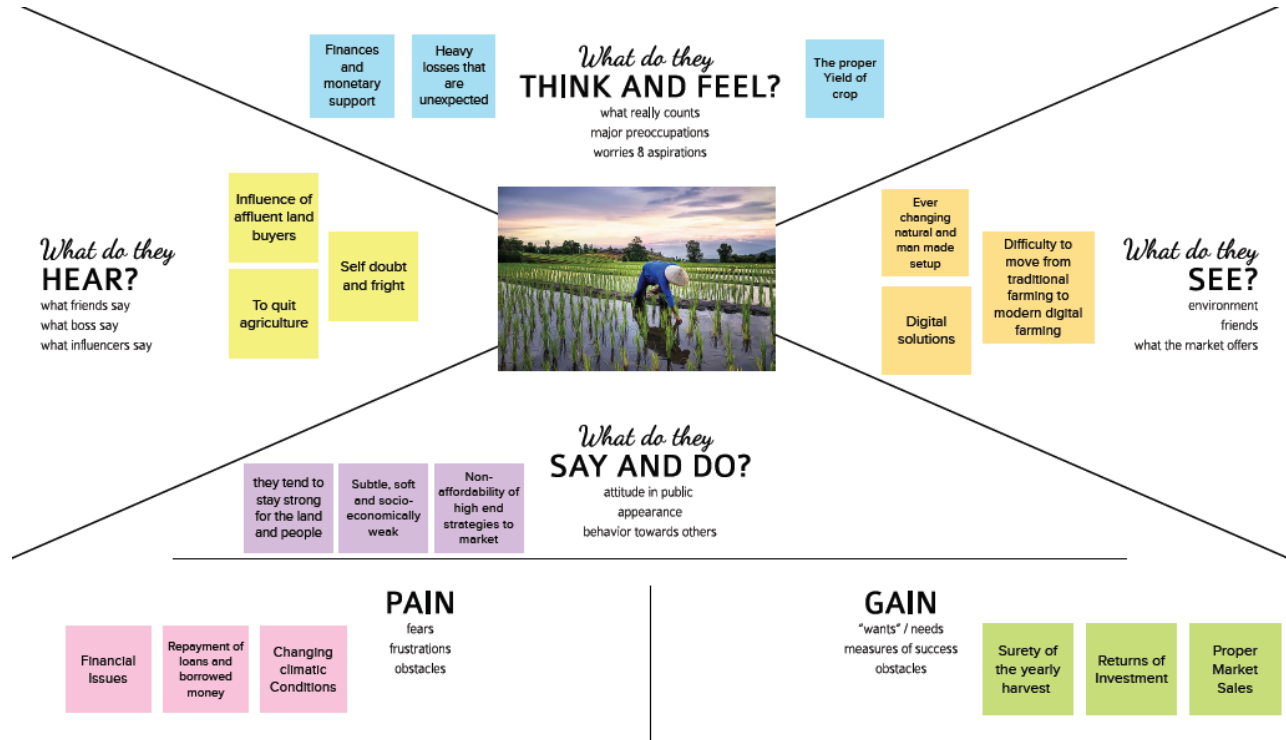 What do they
THINK AND FEEL?
what really counts
major preoccupations
worries 8 aspirations
Finances
and
monetary
support
Heavy
losses that
are
unexpected
The proper
Yield of
crop
What do they
HEAR?
what friends say
what boss say
what influencers say
Influence of
affluent land
buyers
Self doubt
and fright
To quit
agriculture
What do they
SEE?
environment
friends
what the market offers
Ever
changing
natural and
man made
setup
Difficulty to
move from
traditional
farming to
modern digital
farming
Digital
solutions
What do they
SAY AND DO?
attitude in public
appearance
behavior towards others
they tend to
stay strong
for the land
and people
Subtle, soft
and socio-
economically
weak
Non-
affordability of
high end
strategies to
market
PAIN
fears
frustrations
obstacles
Financial
Issues
Repayment of
loans and
borrowed
money
Changing
climatic
Conditions
GAIN
"wants" / needs
measures of success
obstacles
Surety of
the yearly
harvest
Returns of
Investment
Proper
Market
Sales